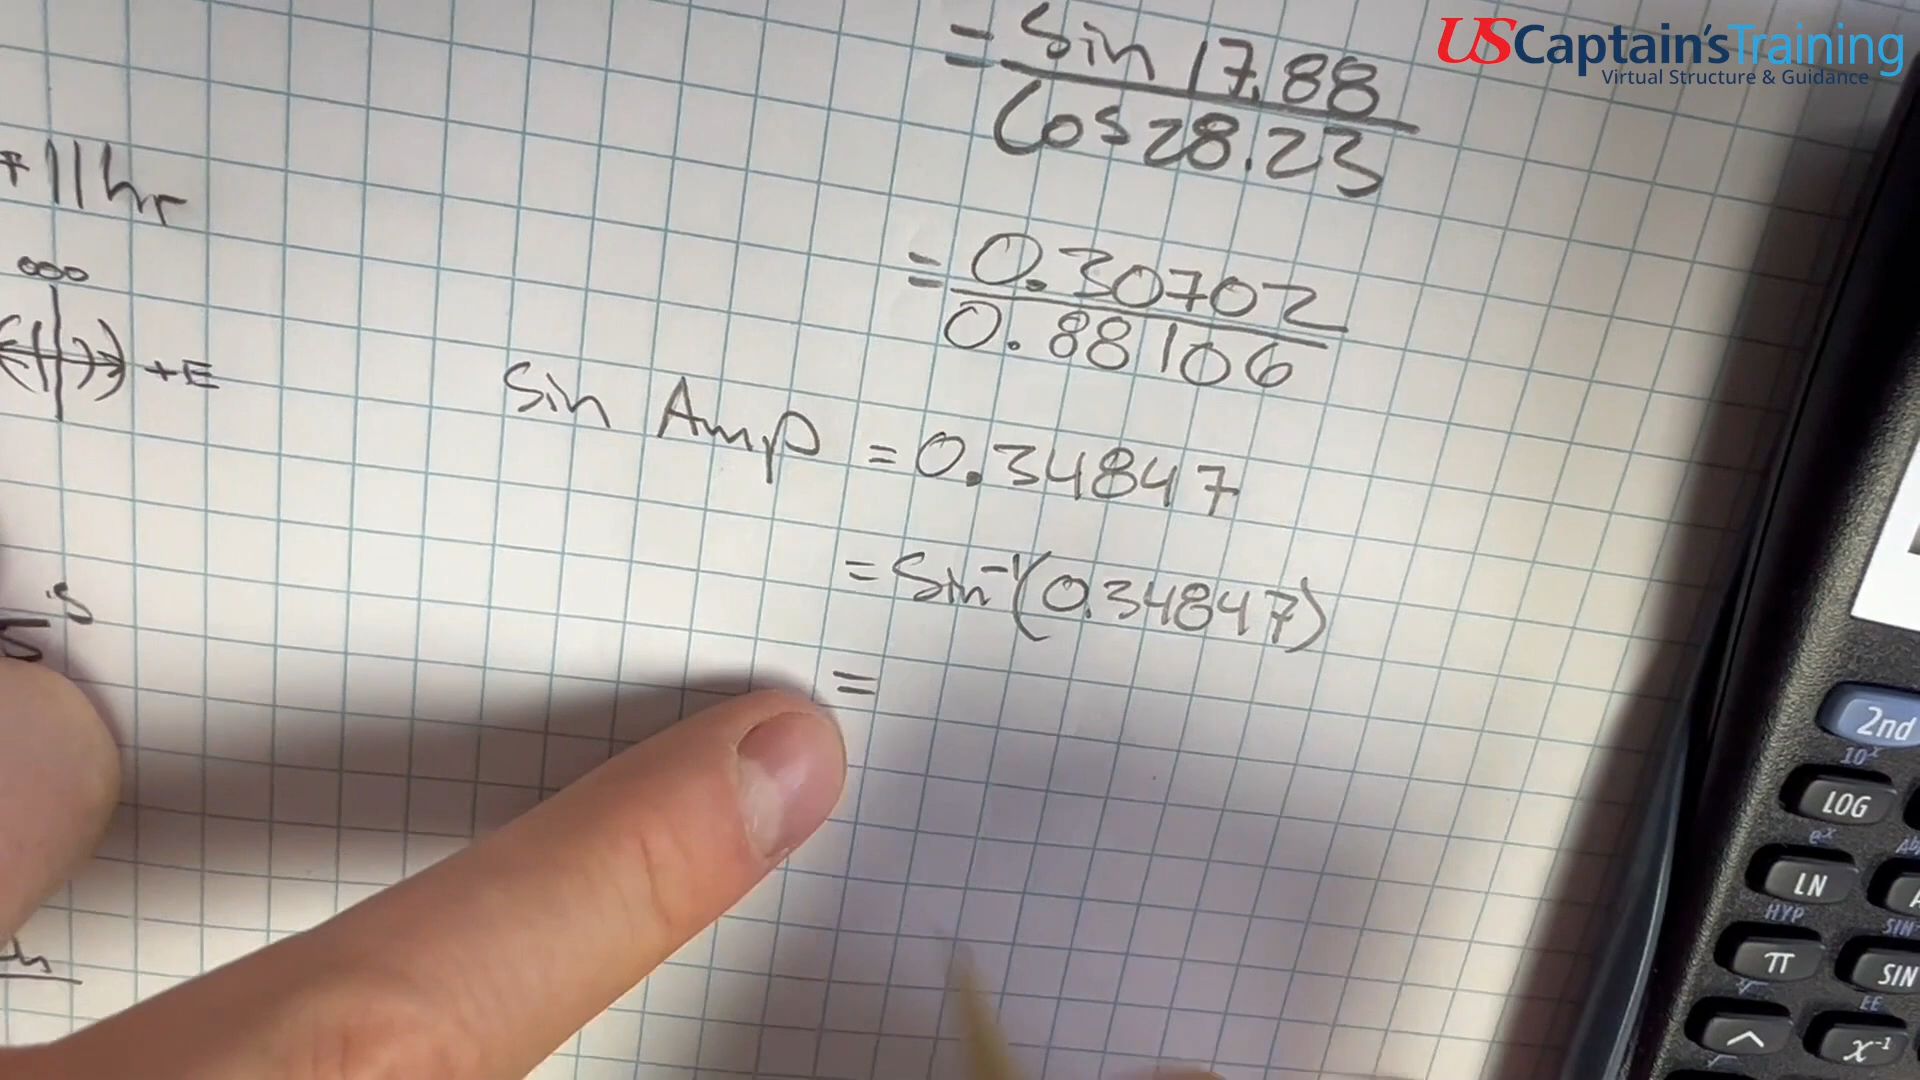 USCaptain'sTraining
Virtual Structure & Guidance
= Sin 17.88
Cos 28.23
+11hr
000
= 0.30702
0.88106
+E
Sin Amp = 0.34847
= Sin⁻¹(0.34847)
=
S
2nd
10ˣ
LOG
eˣ
LN
HYP
SIN
π
SIN
EE
^
x⁻¹